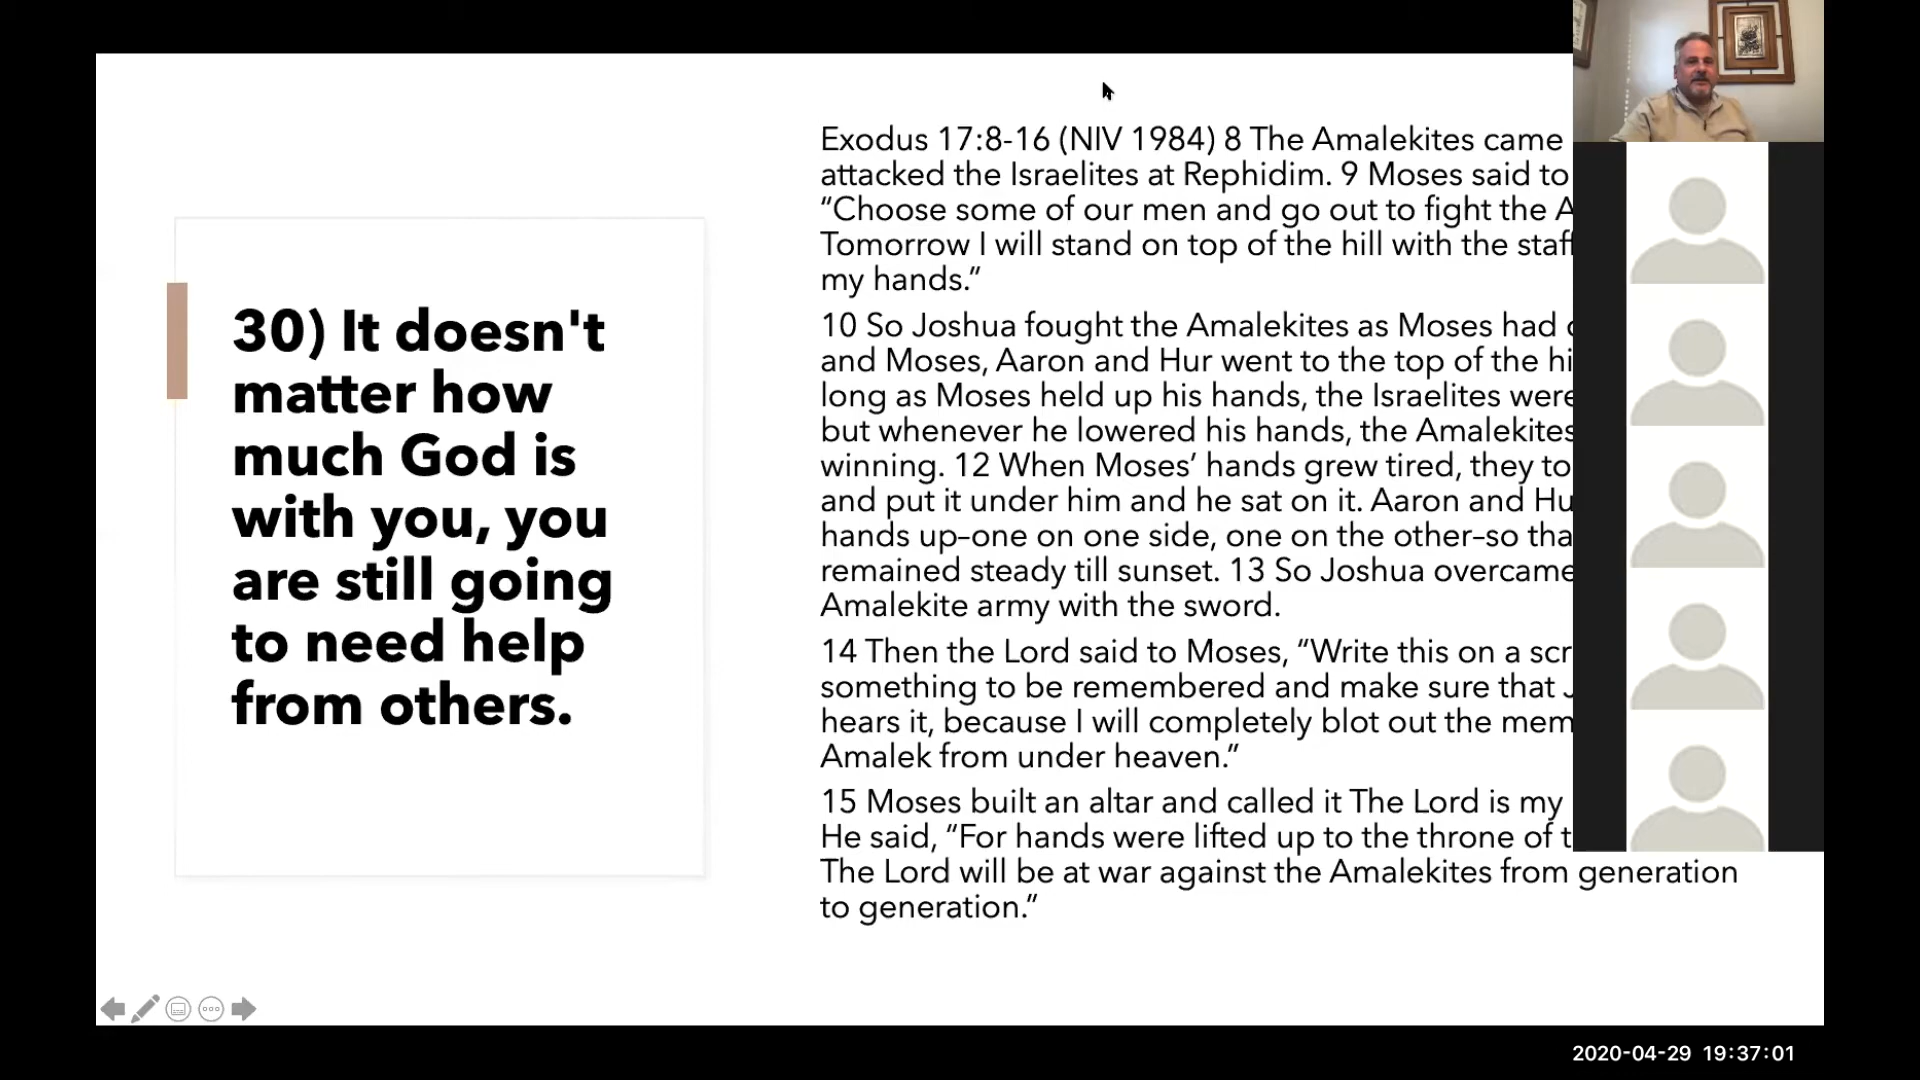 30) It doesn't
matter how
much God is
with you, you
are still going
to need help
from others.
Exodus 17:8-16 (NIV 1984) 8 The Amalekites came
attacked the Israelites at Rephidim. 9 Moses said to
“Choose some of our men and go out to fight the A
Tomorrow I will stand on top of the hill with the staff
my hands.”
10 So Joshua fought the Amalekites as Moses had
and Moses, Aaron and Hur went to the top of the hi
long as Moses held up his hands, the Israelites were
but whenever he lowered his hands, the Amalekites
winning. 12 When Moses’ hands grew tired, they to
and put it under him and he sat on it. Aaron and Hu
hands up–one on one side, one on the other–so tha
remained steady till sunset. 13 So Joshua overcame
Amalekite army with the sword.
14 Then the Lord said to Moses, “Write this on a scr
something to be remembered and make sure that J
hears it, because I will completely blot out the mem
Amalek from under heaven.”
15 Moses built an altar and called it The Lord is my
He said, “For hands were lifted up to the throne of t
The Lord will be at war against the Amalekites from generation
to generation.”
2020-04-29 19:37:01